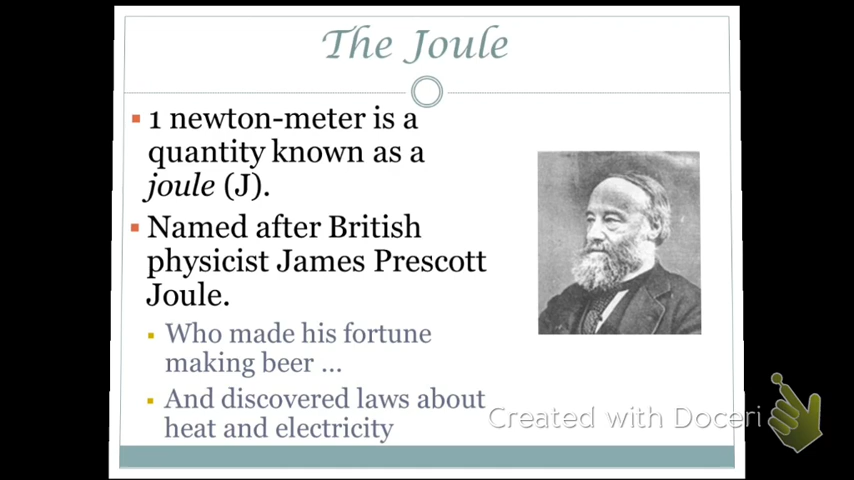 The Joule
1 newton-meter is a
quantity known as a
joule (J).
Named after British
physicist James Prescott
Joule.
Who made his fortune
making beer ...
And discovered laws about
heat and electricity
Created with Doceri